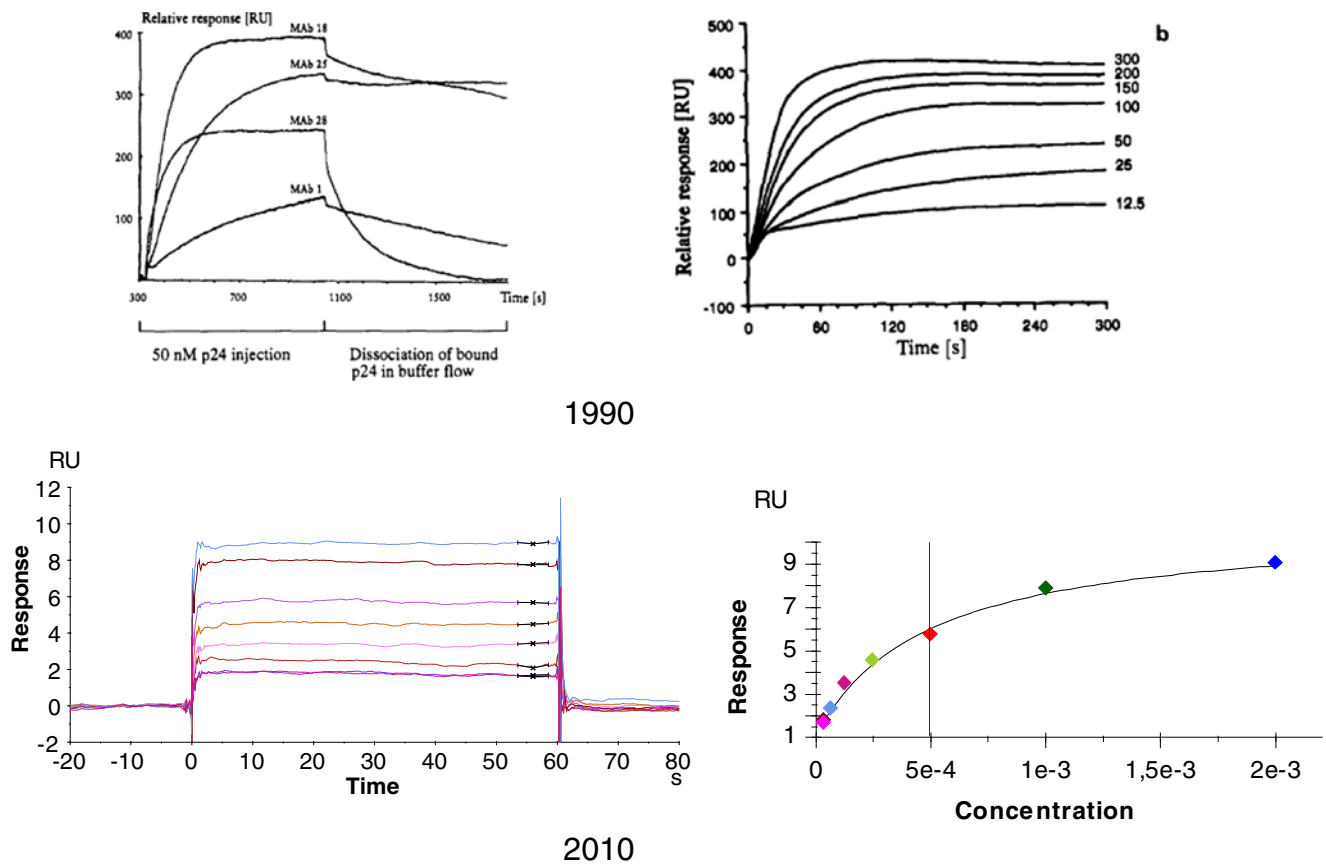 Relative response [RU]
400
300
200
100
MAb 18
MAb 25
MAb 28
MAb 1
300
700
1100
1500
Time [s]
50 nM p24 injection
Dissociation of bound
p24 in buffer flow
b
Relative response [RU]
500
400
300
200
100
0
-100
300
200
150
100
50
25
12.5
0
60
120
180
240
300
Time [s]
1990
RU
Response
12
10
8
6
4
2
0
-2
-20
-10
0
10
20
30
40
50
60
70
80
s
Time
RU
Response
9
7
5
3
1
0
5e-4
1e-3
1,5e-3
2e-3
Concentration
2010